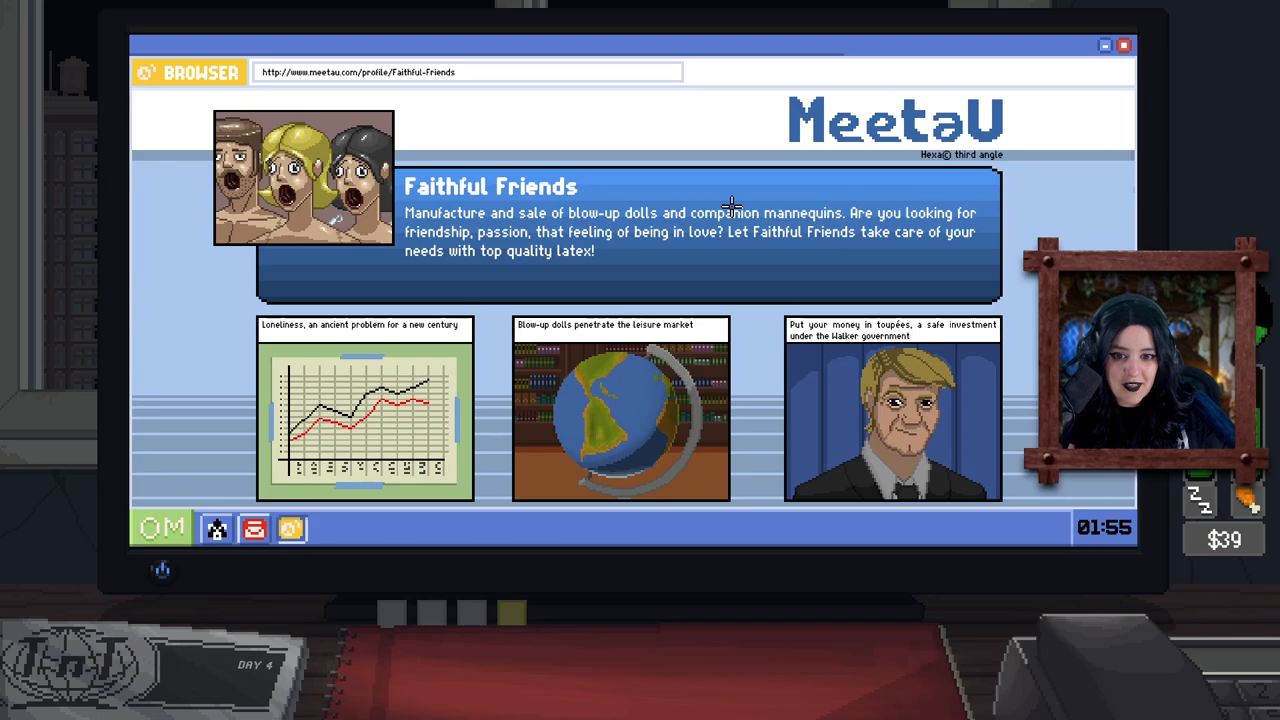 BROWSER
http://www.meetau.com/profile/Faithful-Friends
MeetaU
Hexa© third angle
Faithful Friends
Manufacture and sale of blow-up dolls and companion mannequins. Are you looking for
friendship, passion, that feeling of being in love? Let Faithful Friends take care of your
needs with top quality latex!
Loneliness, an ancient problem for a new century
Blow-up dolls penetrate the leisure market
Put your money in toupées, a safe investment
under the Walker government
OM
01:55
$39
TnT
DAY 4